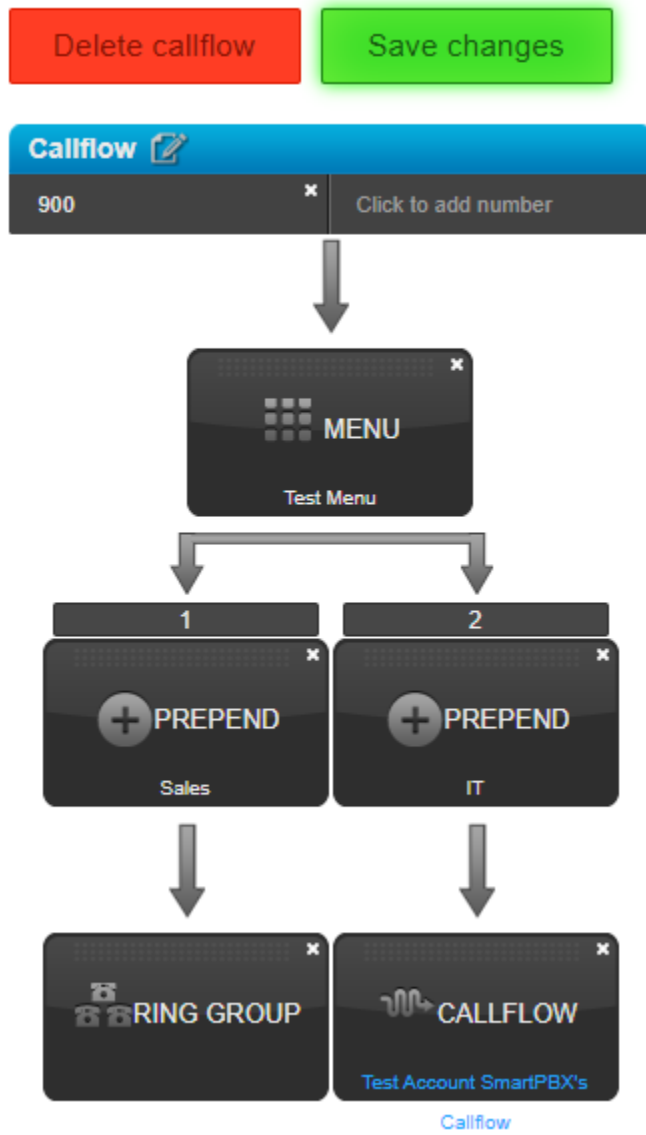 Delete callflow
Save changes
Callflow
900
Click to add number
MENU
Test Menu
1
2
PREPEND
PREPEND
Sales
IT
RING GROUP
CALLFLOW
Test Account SmartPBX's
Callflow